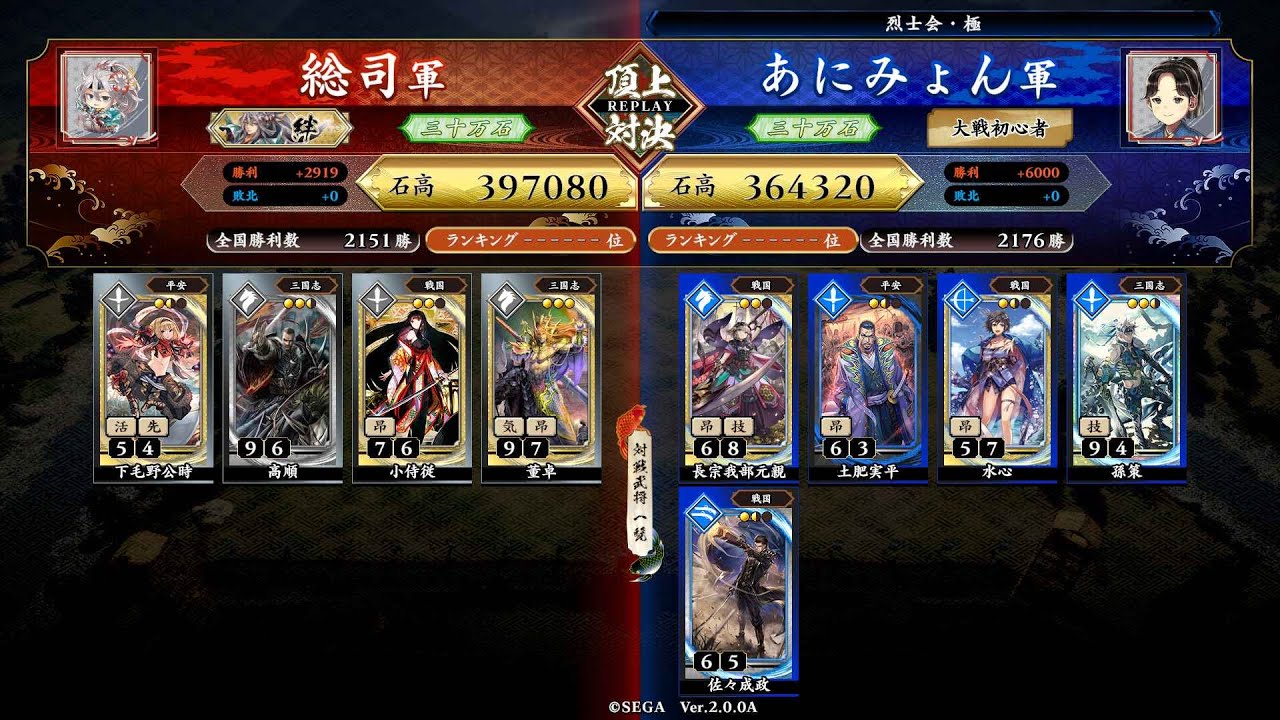 烈士会・極
総司軍
頂上
REPLAY
対決
あにみょん軍
絆
三十万石
三十万石
大戦初心者
勝利 +2919
敗北 +0
石高 397080
石高 364320
勝利 +6000
敗北 +0
全国勝利数 2151勝
ランキング------位
ランキング------位
全国勝利数 2176勝
平安
三国志
戦国
三国志
戦国
平安
戦国
三国志
活 先
昂
気 昂
昂 技
昂
昂
技
5 4
9 6
7 6
9 7
6 8
6 3
5 7
9 4
下毛野公時
高順
小侍従
董卓
長宗我部元親
土肥実平
水心
孫策
対戦武将一覧
戦国
6 5
佐々成政
©SEGA Ver.2.0.0A